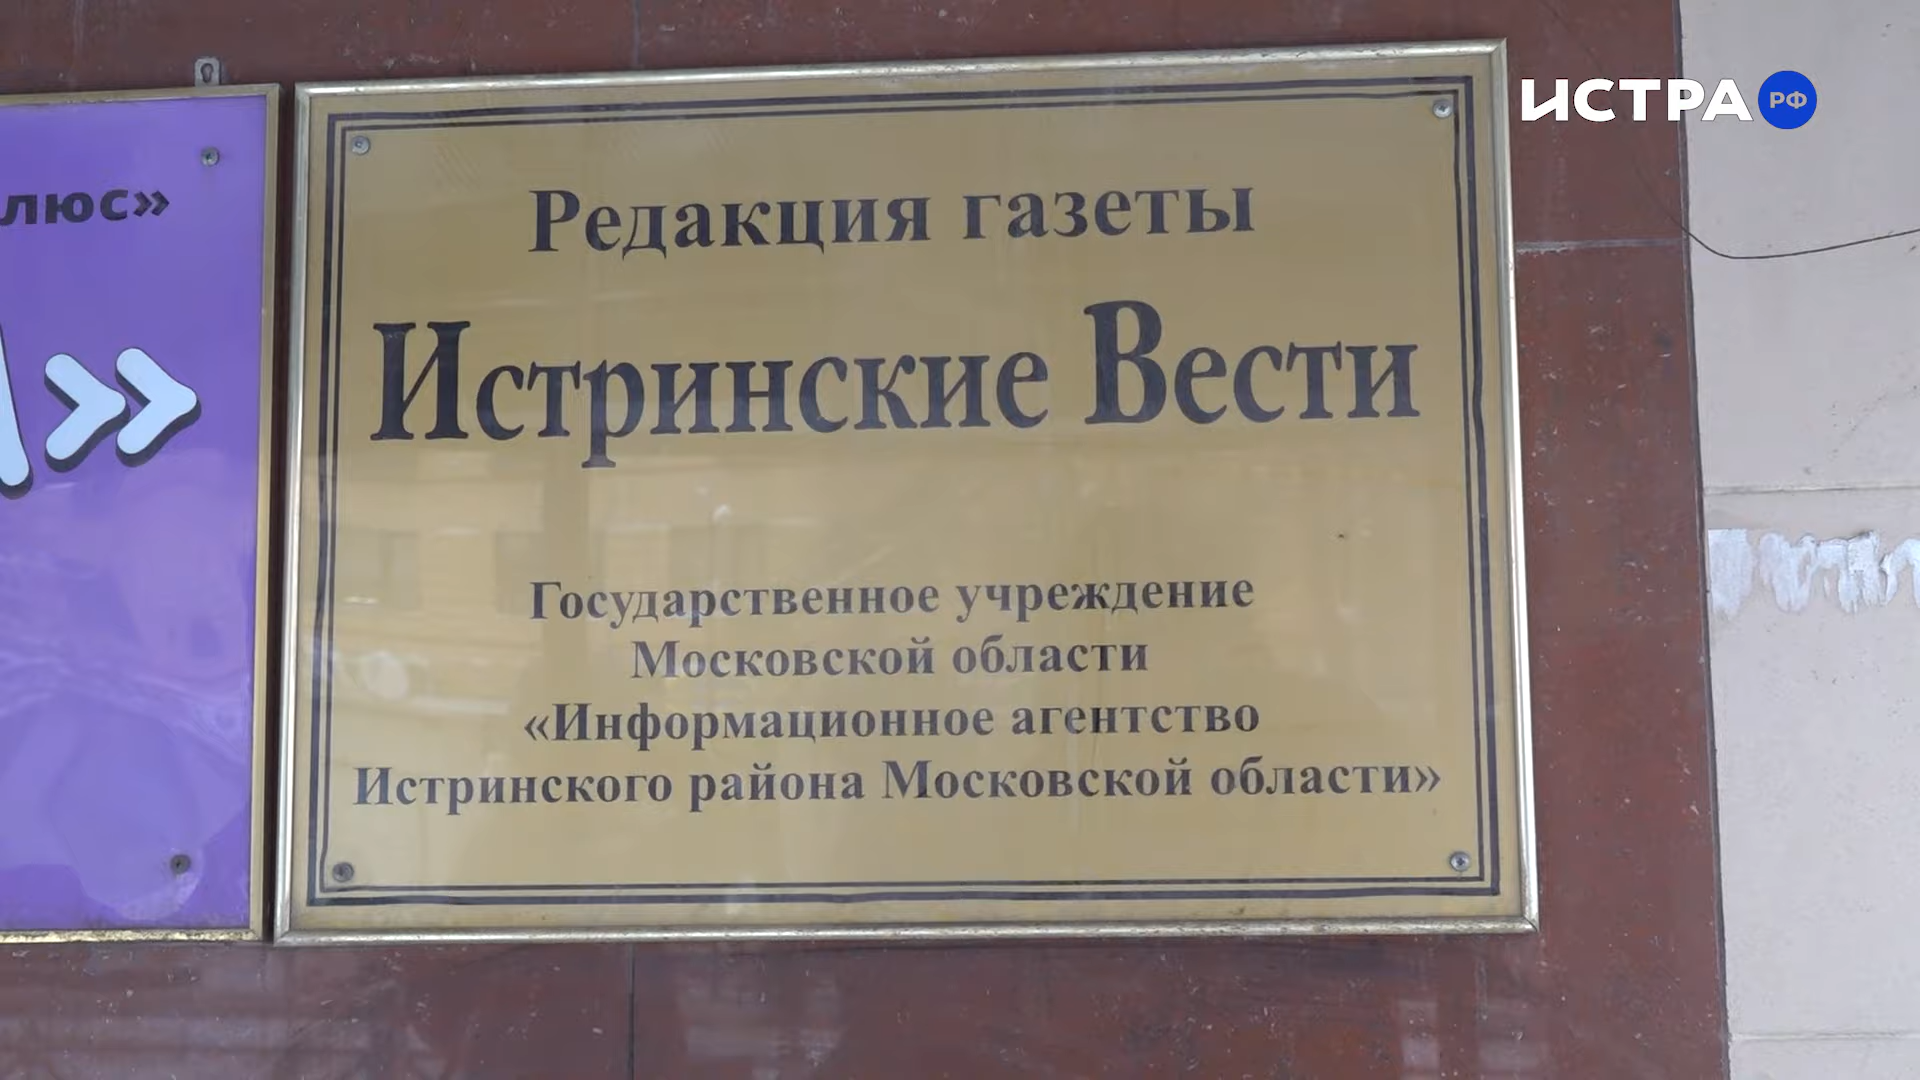 ИСТРА РФ
люс»
»
Редакция газеты
Истринские Вести
Государственное учреждение
Московской области
«Информационное агентство
Истринского района Московской области»